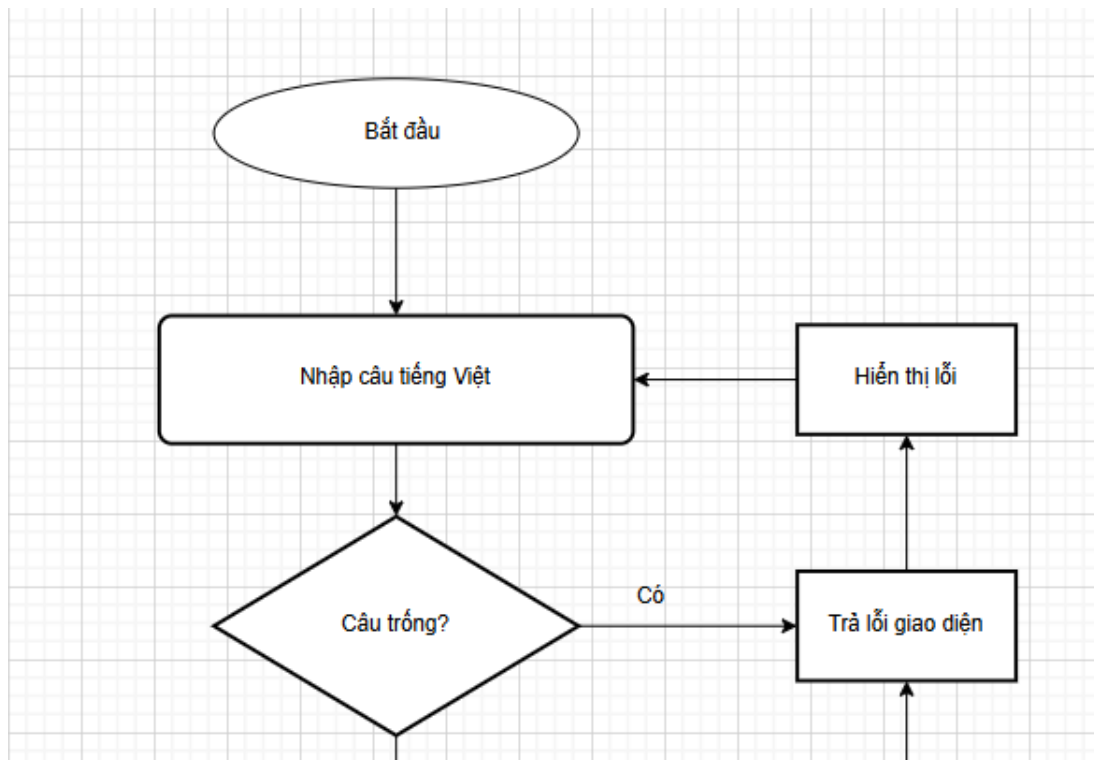 Bắt đầu
Nhập câu tiếng Việt
Hiển thị lỗi
Câu trống?
Có
Trả lỗi giao diện